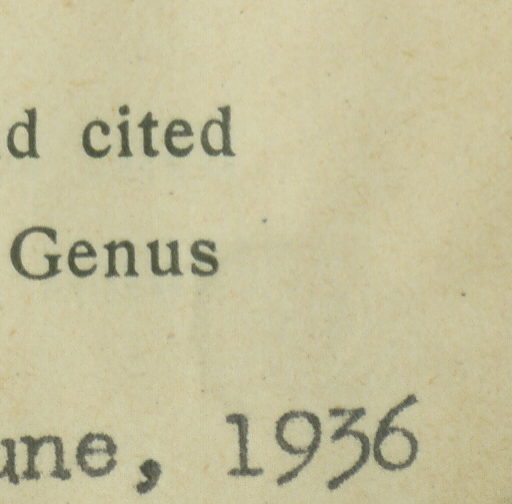 d cited
Genus
une, 1936